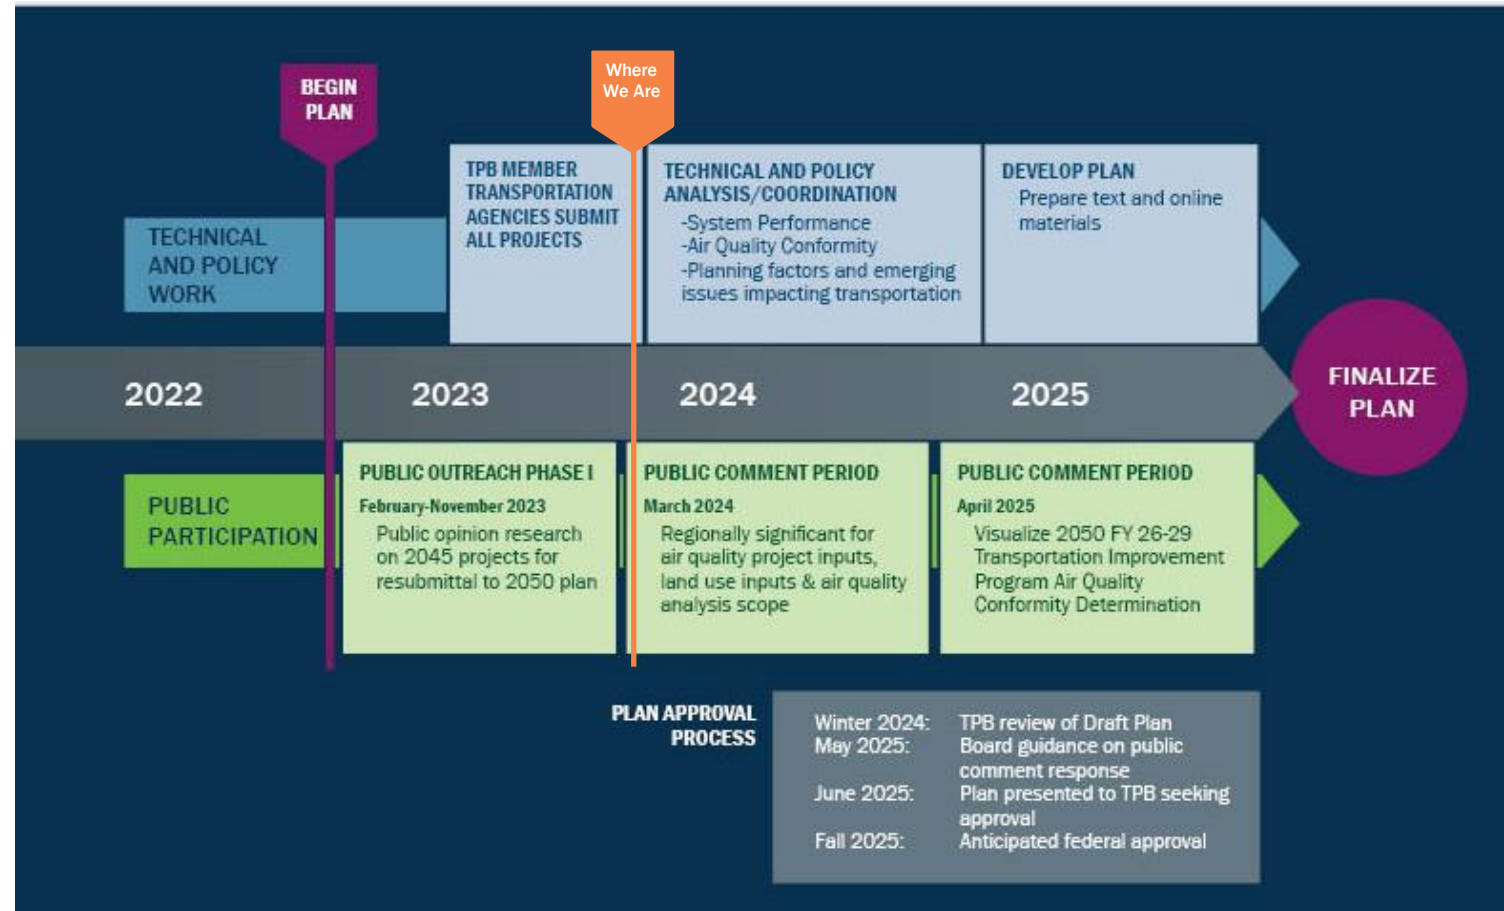 BEGIN
PLAN
Where
We Are
TECHNICAL
AND POLICY
WORK
TPB MEMBER
TRANSPORTATION
AGENCIES SUBMIT
ALL PROJECTS
TECHNICAL AND POLICY
ANALYSIS/COORDINATION
-System Performance
-Air Quality Conformity
-Planning factors and emerging
issues impacting transportation
DEVELOP PLAN
Prepare text and online
materials
2022
2023
2024
2025
FINALIZE
PLAN
PUBLIC
PARTICIPATION
PUBLIC OUTREACH PHASE I
February-November 2023
Public opinion research
on 2045 projects for
resubmittal to 2050 plan
PUBLIC COMMENT PERIOD
March 2024
Regionally significant for
air quality project inputs,
land use inputs & air quality
analysis scope
PUBLIC COMMENT PERIOD
April 2025
Visualize 2050 FY 26-29
Transportation Improvement
Program Air Quality
Conformity Determination
PLAN APPROVAL
PROCESS
Winter 2024: TPB review of Draft Plan
May 2025: Board guidance on public
comment response
June 2025: Plan presented to TPB seeking
approval
Fall 2025: Anticipated federal approval